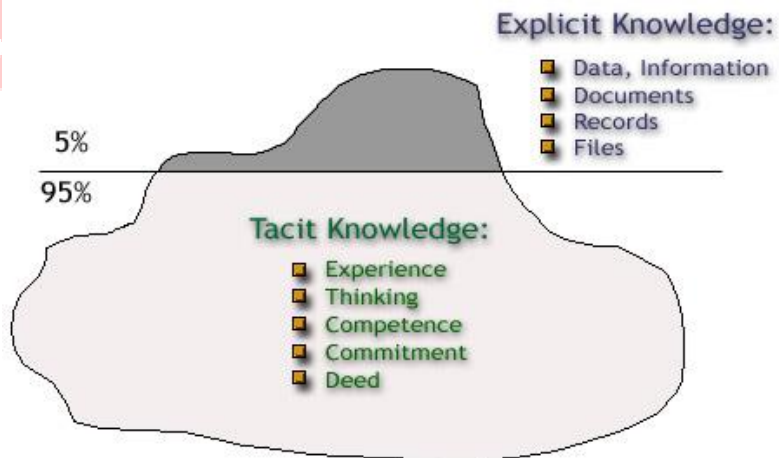 Explicit Knowledge:
Data, Information
Documents
Records
Files
5%
95%
Tacit Knowledge:
Experience
Thinking
Competence
Commitment
Deed